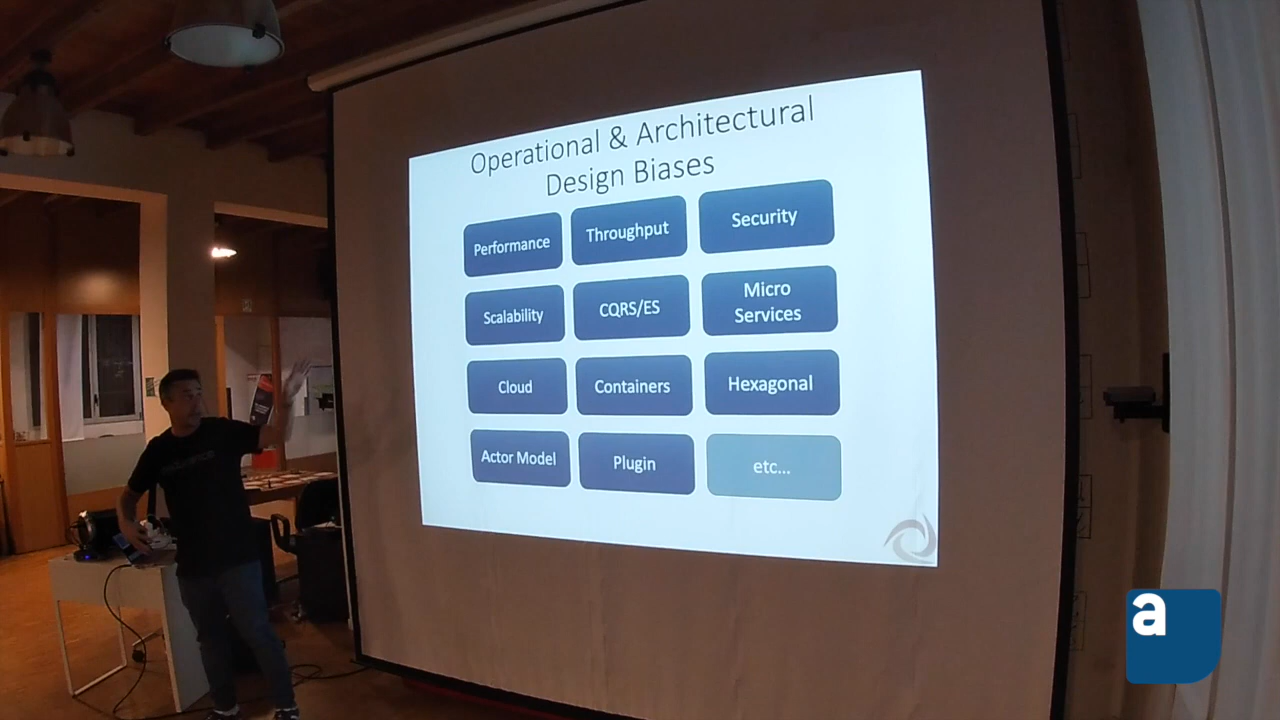 Operational & Architectural
Design Biases
Performance
Throughput
Security
Scalability
CQRS/ES
Micro
Services
Cloud
Containers
Hexagonal
Actor Model
Plugin
etc...
a